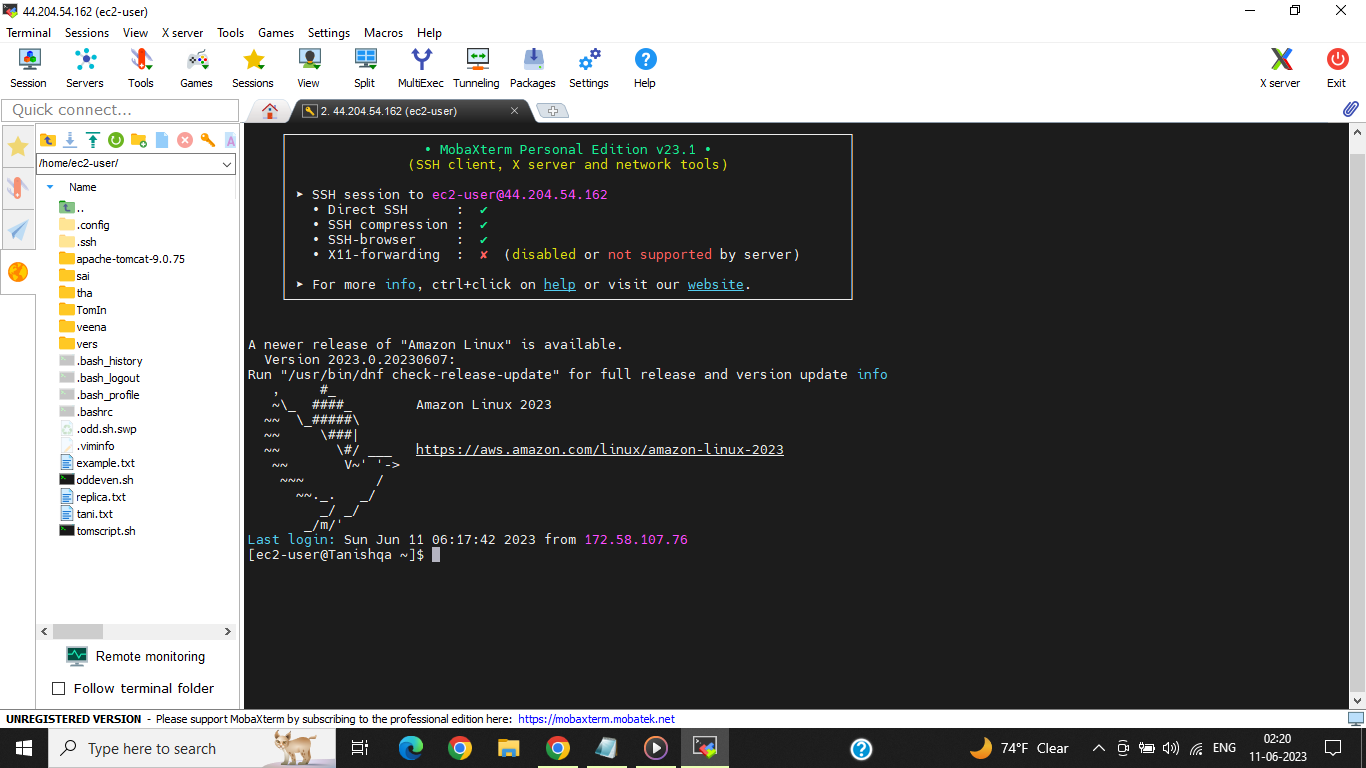 44.204.54.162 (ec2-user)
Terminal Sessions View X server Tools Games Settings Macros Help
Session Servers Tools Games Sessions View Split MultiExec Tunneling Packages Settings Help X server Exit
Quick connect...
2. 44.204.54.162 (ec2-user)
/home/ec2-user/
Name
..
.config
.ssh
apache-tomcat-9.0.75
sai
tha
TomIn
veena
vers
.bash_history
.bash_logout
.bash_profile
.bashrc
.odd.sh.swp
.viminfo
example.txt
oddeven.sh
replica.txt
tani.txt
tomscript.sh
Remote monitoring
Follow terminal folder
• MobaXterm Personal Edition v23.1 •
(SSH client, X server and network tools)
➤ SSH session to ec2-user@44.204.54.162
• Direct SSH : ✔
• SSH compression : ✔
• SSH-browser : ✔
• X11-forwarding : ✘ (disabled or not supported by server)
➤ For more info, ctrl+click on help or visit our website.
A newer release of "Amazon Linux" is available.
Version 2023.0.20230607:
Run "/usr/bin/dnf check-release-update" for full release and version update info
   ,     #_
   ~\_  ####_        Amazon Linux 2023
  ~~  \_#####\
  ~~     \###|
  ~~       \#/ ___   https://aws.amazon.com/linux/amazon-linux-2023
   ~~       V~' '->
    ~~~         /
      ~~._.   _/
         _/ _/
       _/m/'
Last login: Sun Jun 11 06:17:42 2023 from 172.58.107.76
[ec2-user@Tanishqa ~]$
UNREGISTERED VERSION - Please support MobaXterm by subscribing to the professional edition here: https://mobaxterm.mobatek.net
Type here to search
74°F Clear
ENG
02:20
11-06-2023